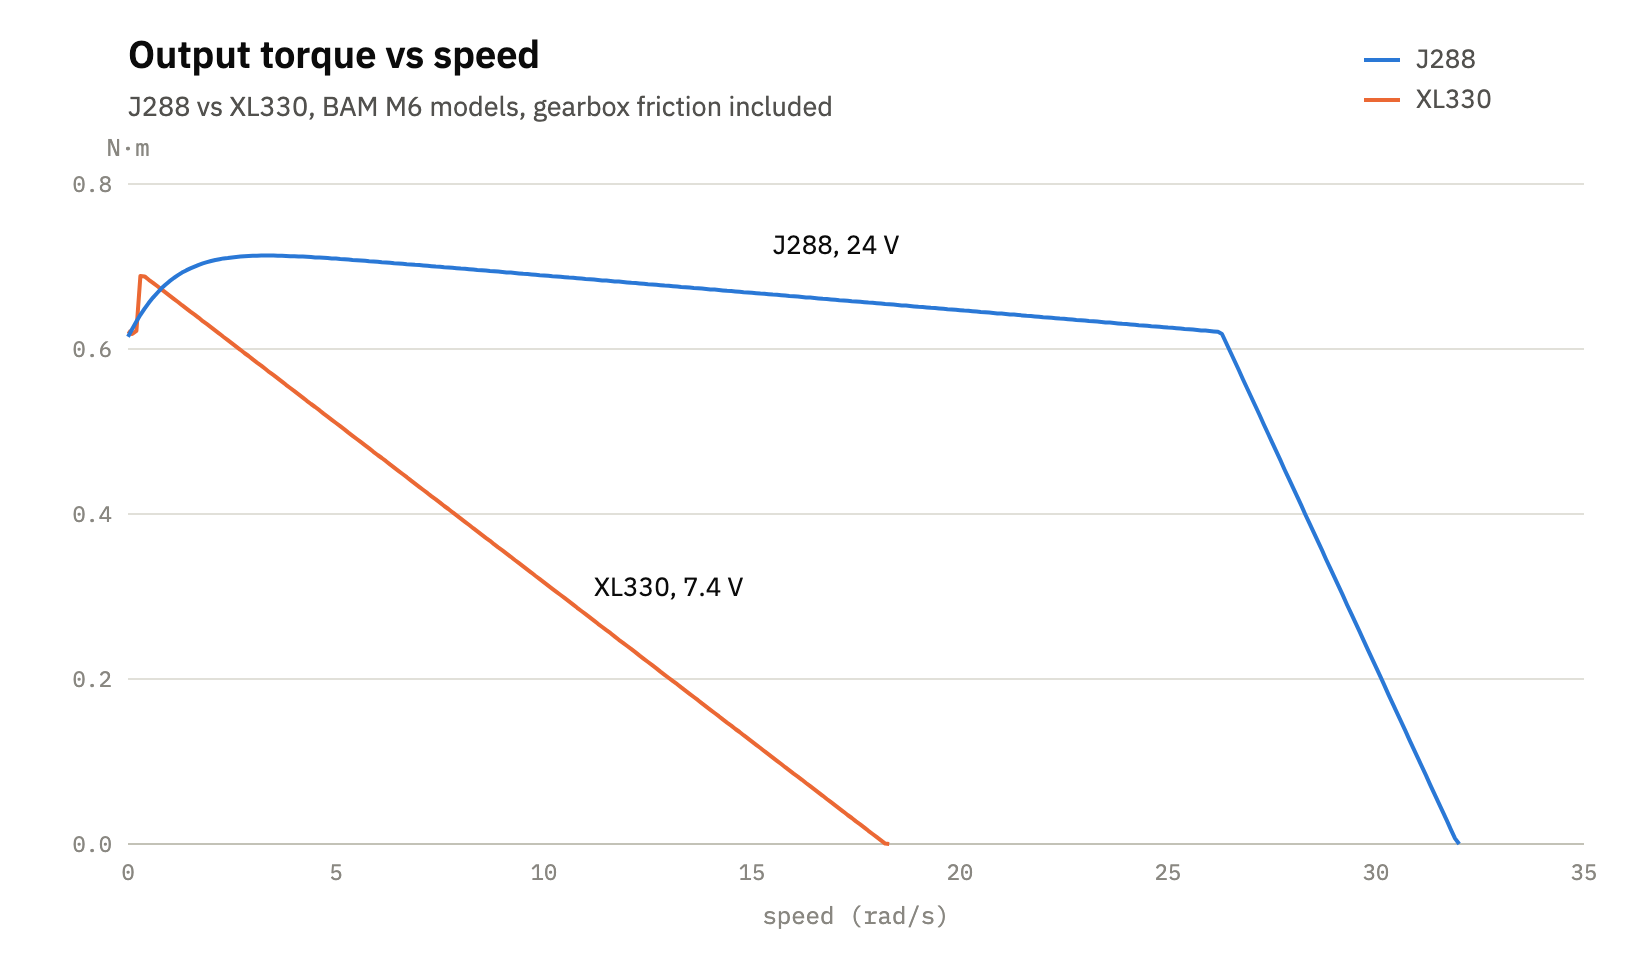 Output torque vs speed
J288 vs XL330, BAM M6 models, gearbox friction included
J288
XL330
N·m
0.8
J288, 24 V
0.6
0.4
XL330, 7.4 V
0.2
0.0
0 5 10 15 20 25 30 35
speed (rad/s)